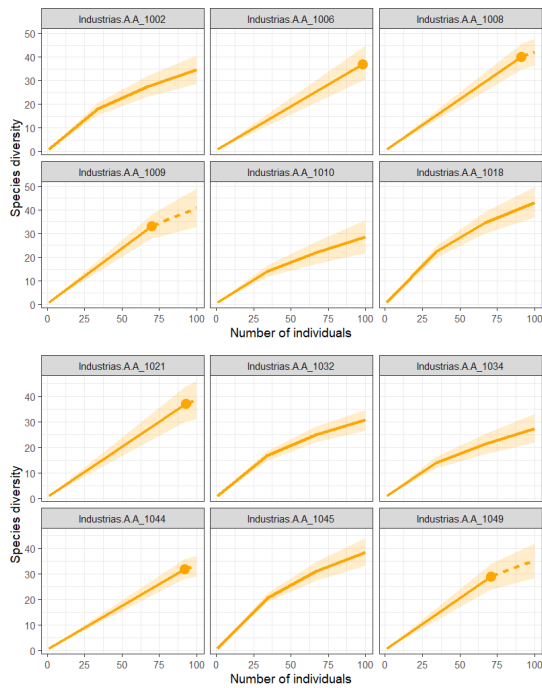 Industrias.A.A_1002 Industrias.A.A_1006 Industrias.A.A_1008
50
40
30
20
10
0
Industrias.A.A_1009 Industrias.A.A_1010 Industrias.A.A_1018
50
40
30
20
10
0
Species diversity
0 25 50 75 100 0 25 50 75 100 0 25 50 75 100
Number of individuals
Industrias.A.A_1021 Industrias.A.A_1032 Industrias.A.A_1034
40
30
20
10
0
Industrias.A.A_1044 Industrias.A.A_1045 Industrias.A.A_1049
40
30
20
10
0
Species diversity
0 25 50 75 100 0 25 50 75 100 0 25 50 75 100
Number of individuals